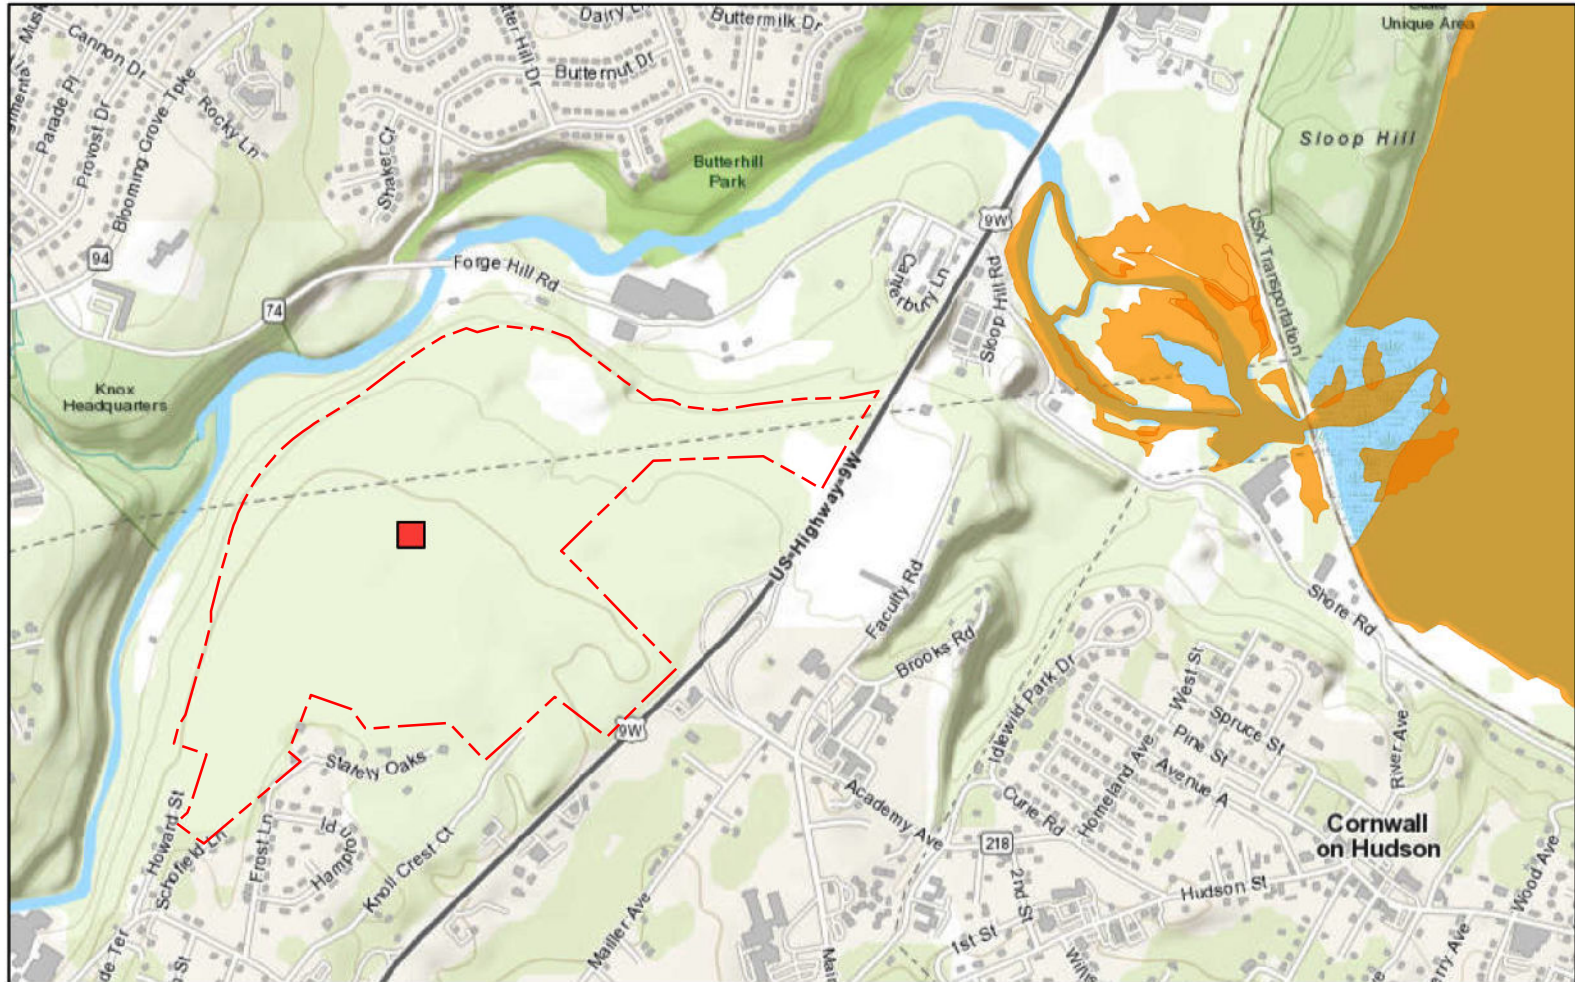 Dairy
Buttermilk Dr
Unique Area
Cannon Dr
Butternut Dr
Parade Pl
Provost Dr
Blooming Grove Tpke
Rocky Ln
Shaker Ct
Sloop Hill
Butterhill
Park
9W
94
Forge Hill Rd
Canterbury Ln
Sloop Hill Rd
CSX Transportation
74
Knox
Headquarters
US Highway 9W
Faculty Rd
Shore Rd
Brooks Rd
West St
Idlewild Park Dr
Spruce St
Pine St
River Ave
9W
Stately Oaks
Homeland Ave
Avenue A
Curie Rd
Academy Ave
Howard St
Schofield Ln
Frost Ln
Knoll Crest Ct
218
Cornwall
on Hudson
2nd St
Hudson St
Wood Ave
Mailler Ave
1st St